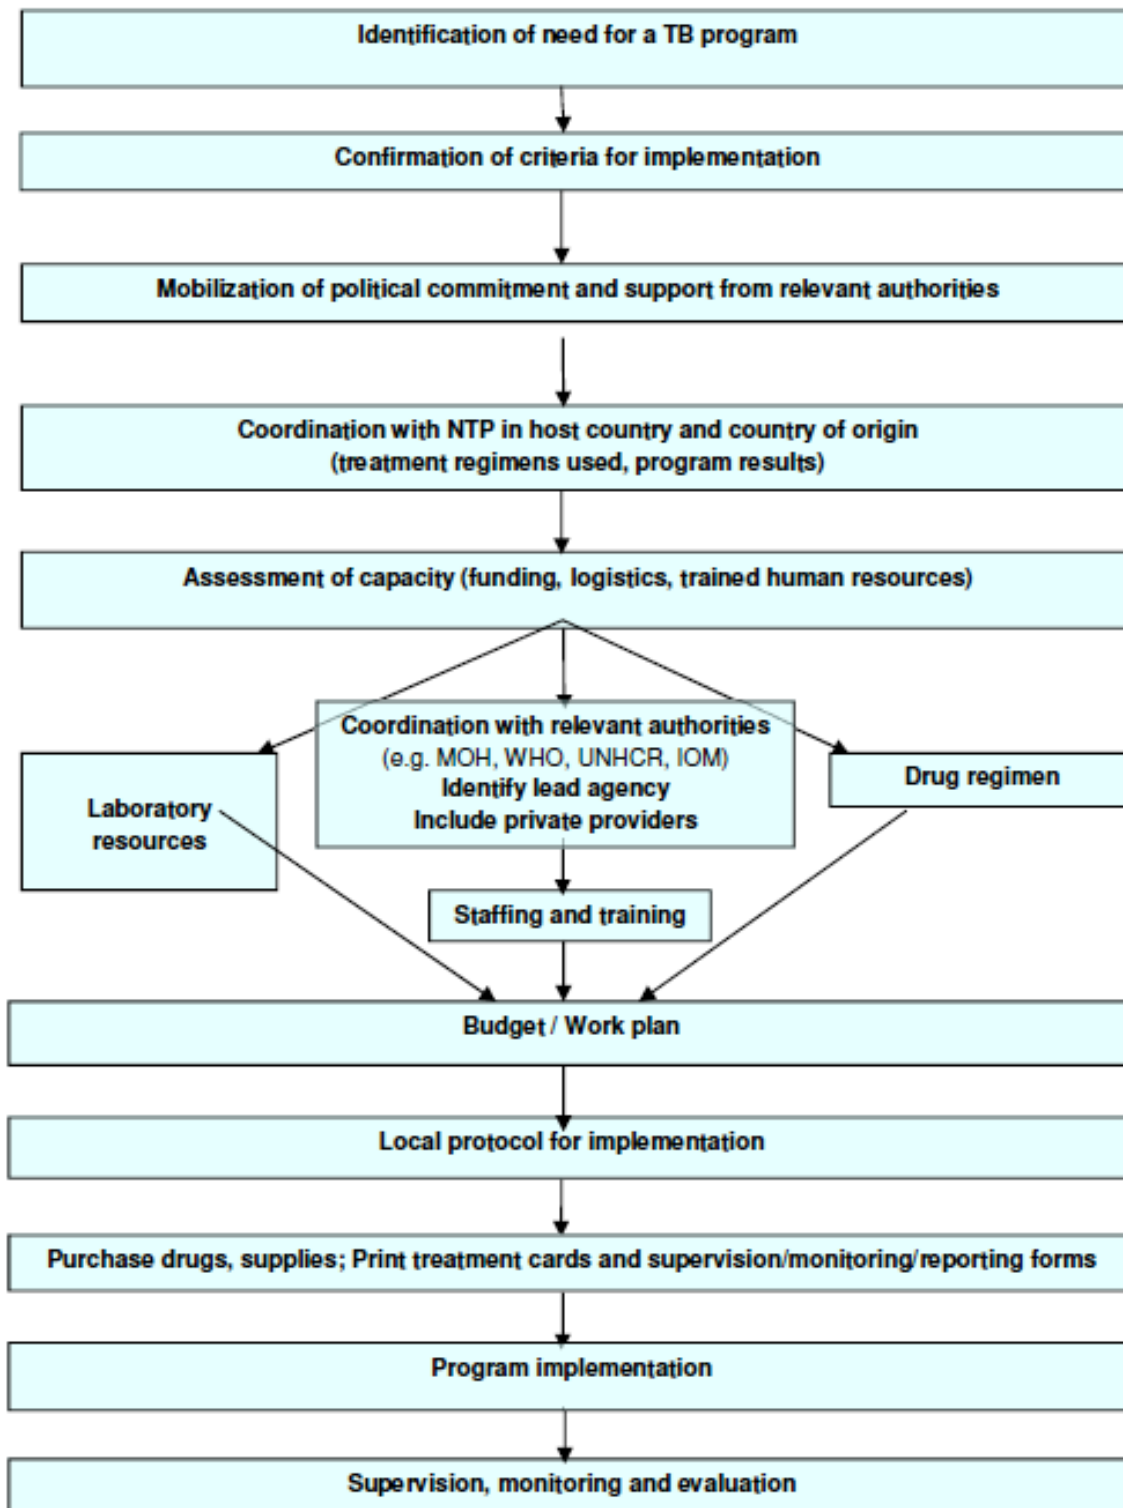 Identification of need for a TB program
Confirmation of criteria for implementation
Mobilization of political commitment and support from relevant authorities
Coordination with NTP in host country and country of origin
(treatment regimens used, program results)
Assessment of capacity (funding, logistics, trained human resources)
Coordination with relevant authorities
(e.g. MOH, WHO, UNHCR, IOM)
Identify lead agency
Include private providers
Laboratory
resources
Drug regimen
Staffing and training
Budget / Work plan
Local protocol for implementation
Purchase drugs, supplies; Print treatment cards and supervision/monitoring/reporting forms
Program implementation
Supervision, monitoring and evaluation